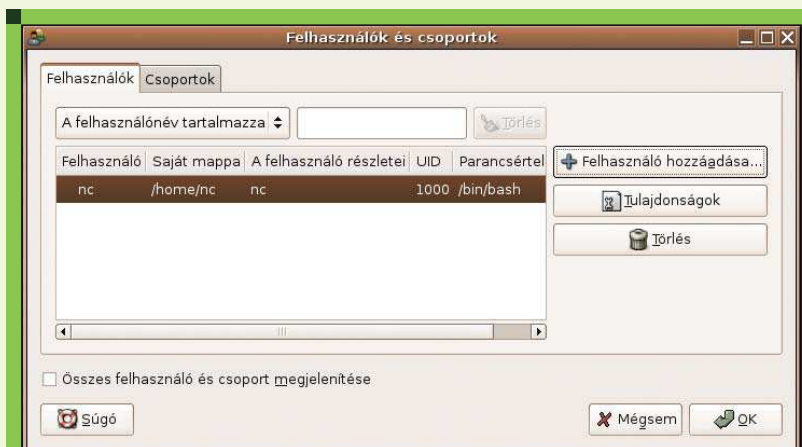 Felhasználók és csoportok
Felhasználók Csoportok
A felhasználónév tartalmazza Törlés
Felhasználó Saját mappa A felhasználó részletei UID Parancsértel
nc /home/nc nc 1000 /bin/bash
Felhasználó hozzáadása...
Tulajdonságok
Törlés
Összes felhasználó és csoport megjelenítése
Súgó Mégsem OK